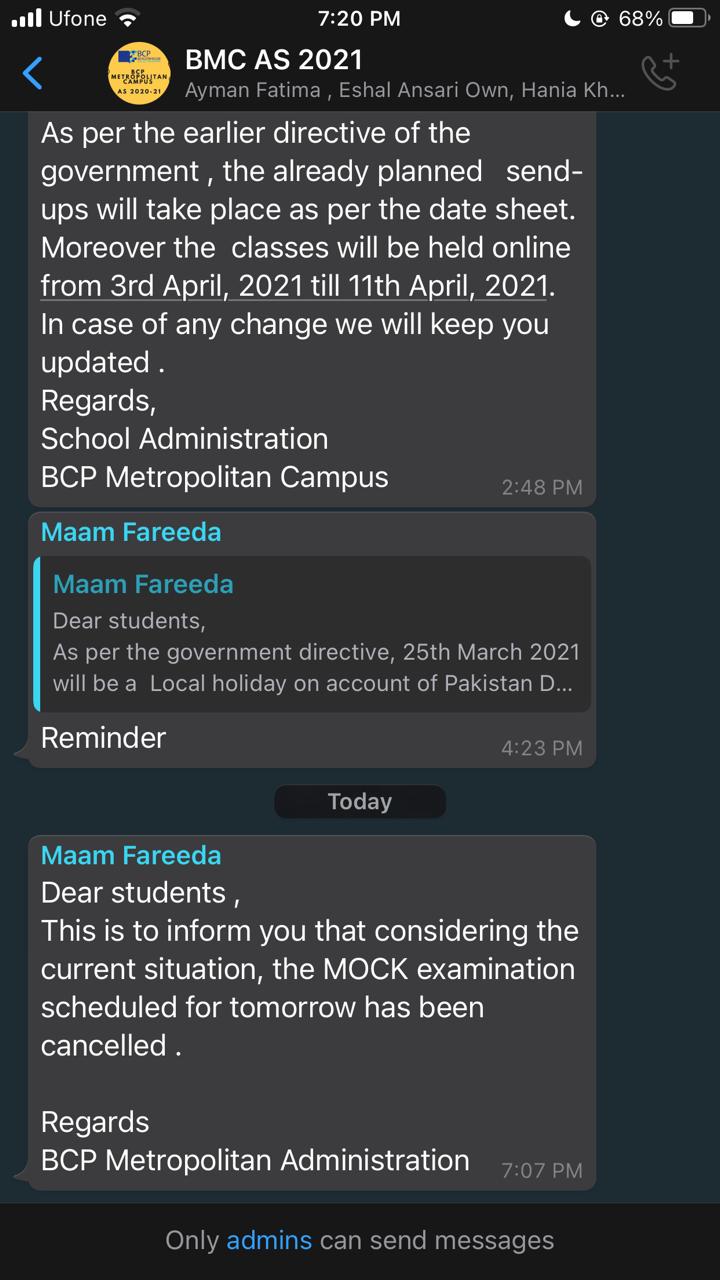 Ufone 7:20 PM 68%
BMC AS 2021
Ayman Fatima , Eshal Ansari Own, Hania Kh...
BCP
BCP
METROPOLITAN
CAMPUS
AS 2020-21
As per the earlier directive of the
government , the already planned   send-
ups will take place as per the date sheet.
Moreover the  classes will be held online
from 3rd April, 2021 till 11th April, 2021.
In case of any change we will keep you
updated .
Regards,
School Administration
BCP Metropolitan Campus
2:48 PM
Maam Fareeda
Maam Fareeda
Dear students,
As per the government directive, 25th March 2021
will be a  Local holiday on account of Pakistan D...
Reminder
4:23 PM
Today
Maam Fareeda
Dear students ,
This is to inform you that considering the
current situation, the MOCK examination
scheduled for tomorrow has been
cancelled .
Regards
BCP Metropolitan Administration
7:07 PM
Only admins can send messages